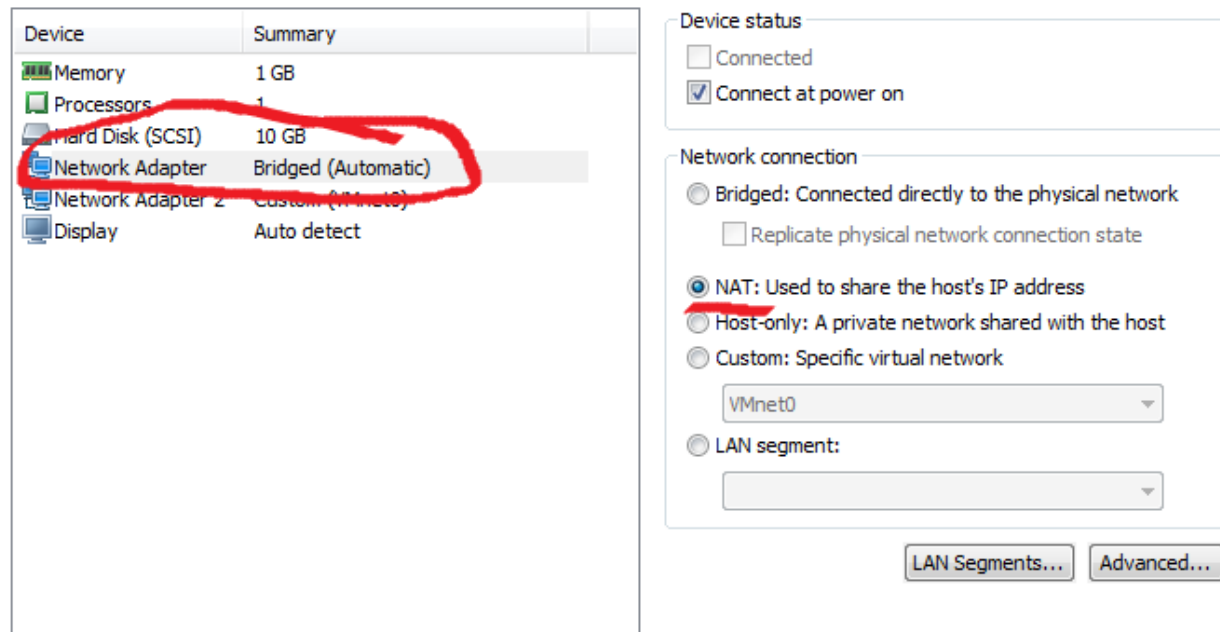 Device Summary
Memory 1 GB
Processors 1
Hard Disk (SCSI) 10 GB
Network Adapter Bridged (Automatic)
Network Adapter 2 Custom (VMnet0)
Display Auto detect
Device status
Connected
Connect at power on
Network connection
Bridged: Connected directly to the physical network
Replicate physical network connection state
NAT: Used to share the host's IP address
Host-only: A private network shared with the host
Custom: Specific virtual network
VMnet0
LAN segment:
LAN Segments... Advanced...